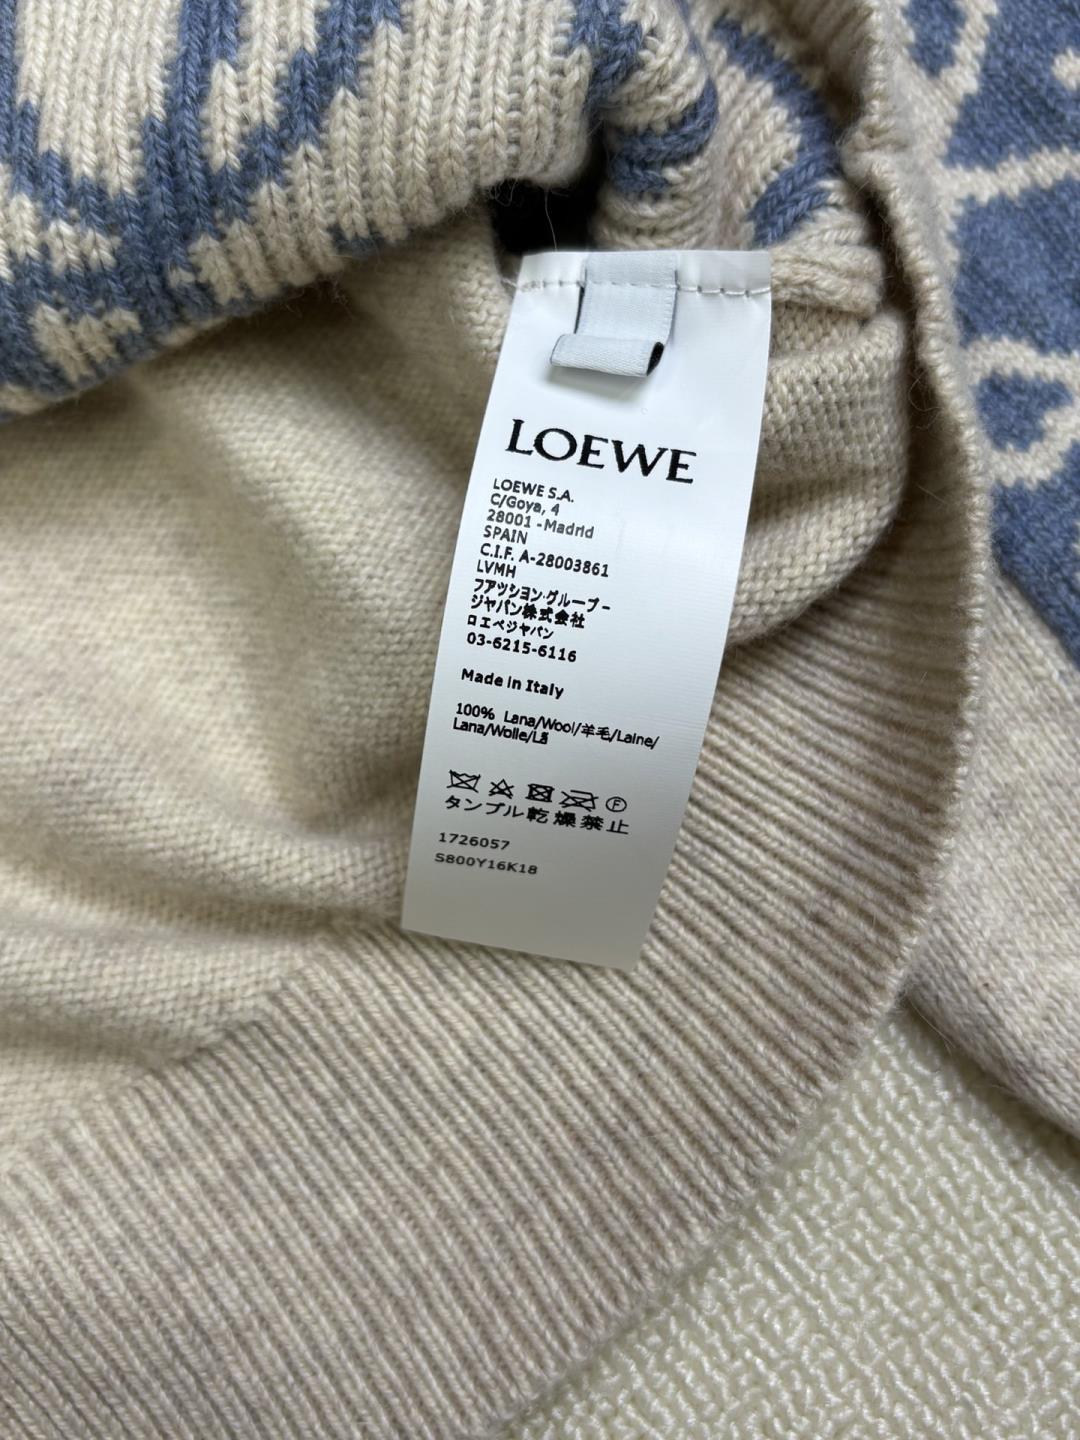 LOEWE
LOEWE S.A.
C/Goya, 4
28001 -Madrid
SPAIN
C.I.F. A-28003861
LVMH
ファッション·グループ-
ジャパン株式会社
ロエベジャパン
03-6215-6116
Made in Italy
100% Lana/Wool/羊毛/Laine/
Lana/Wolle/Lã
F
タンブル乾燥禁止
1726057
S800Y16K18